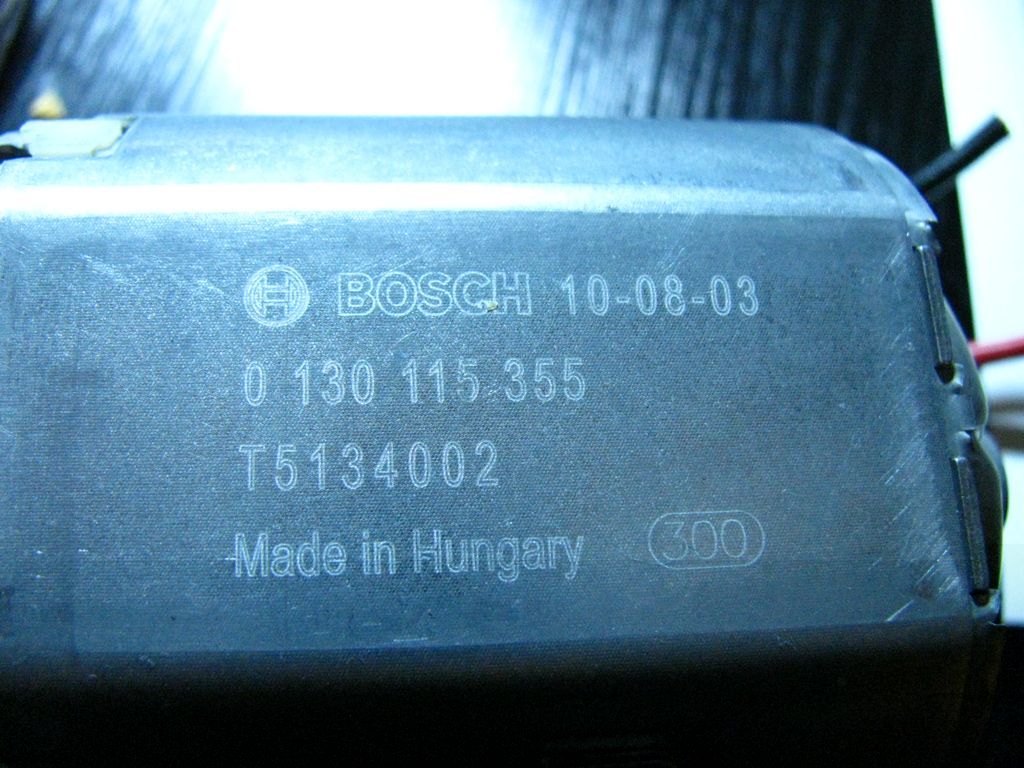 BOSCH 10-08-03
0 130 115 355
T5134002
Made in Hungary 300